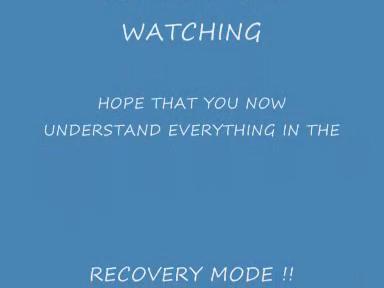 WATCHING
HOPE THAT YOU NOW
UNDERSTAND EVERYTHING IN THE
RECOVERY MODE !!